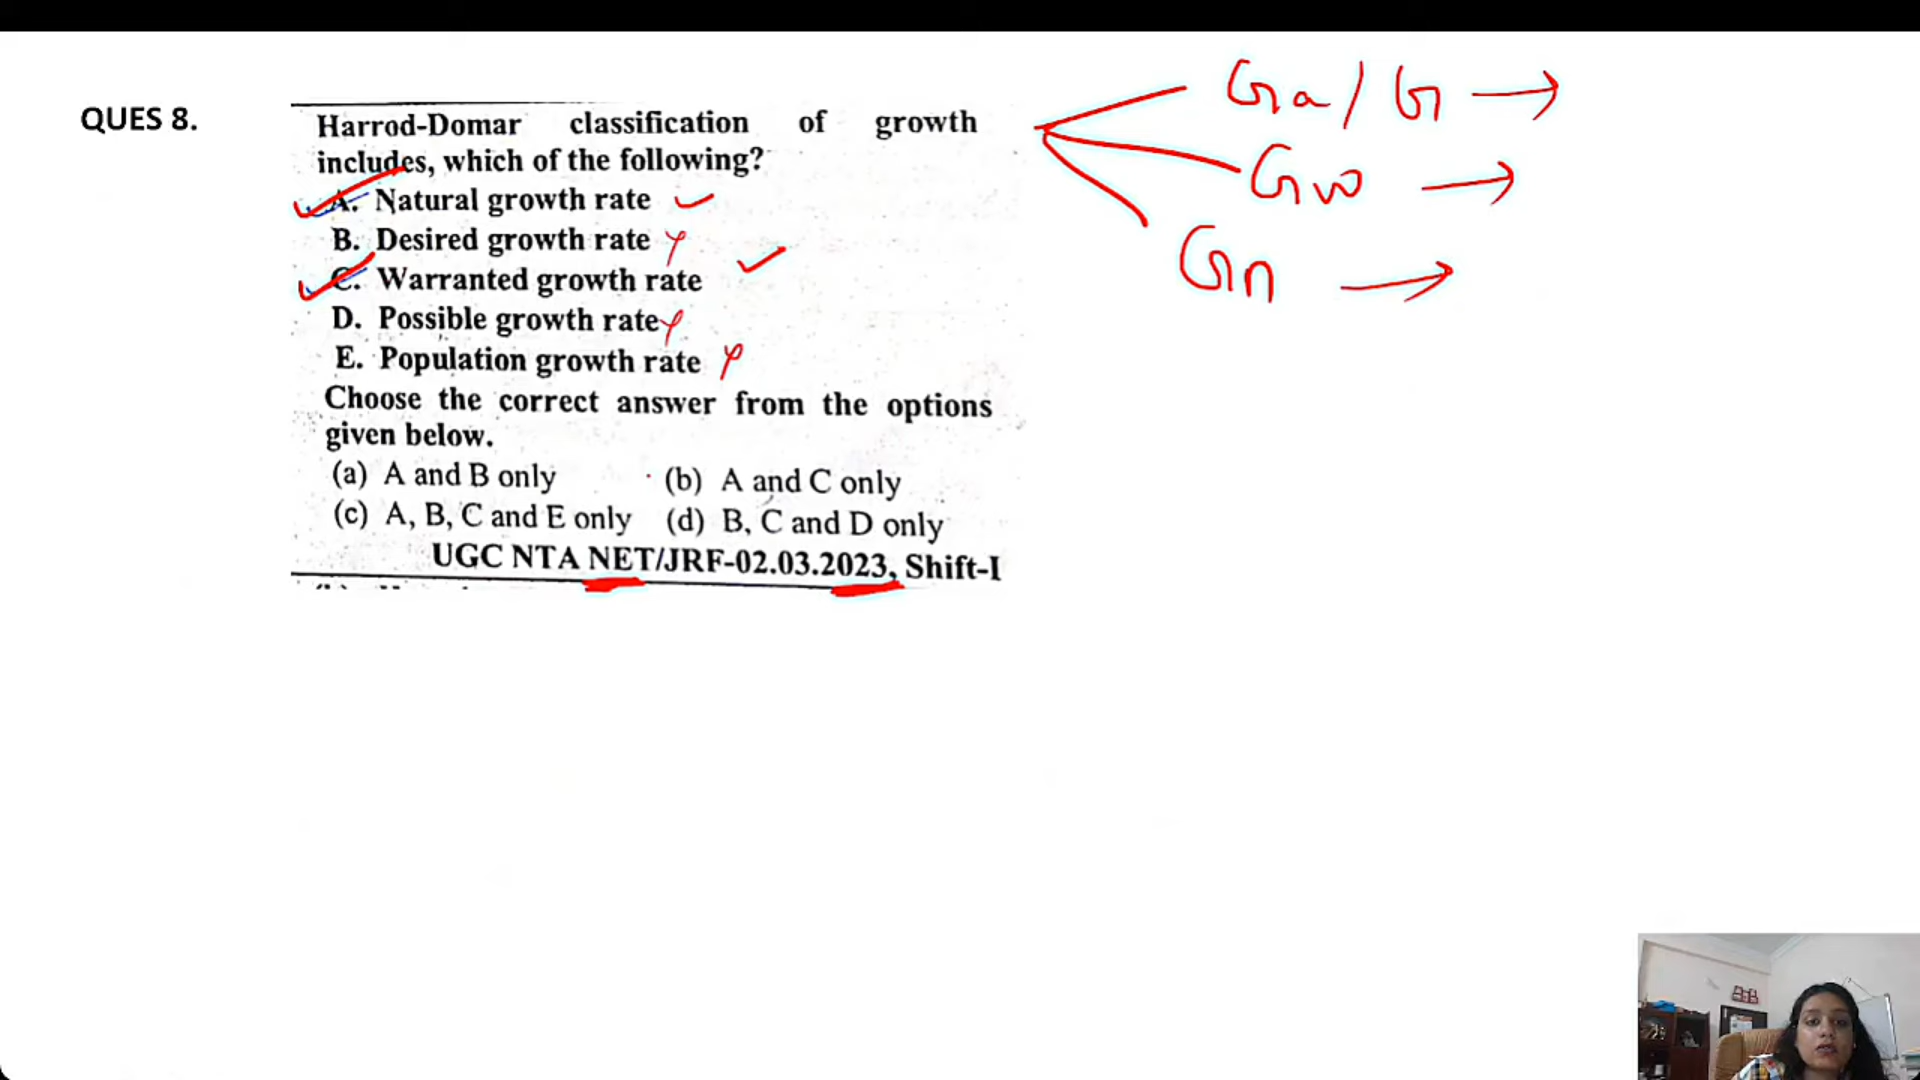 QUES 8.
Harrod-Domar classification of growth
includes, which of the following?
A. Natural growth rate
B. Desired growth rate
C. Warranted growth rate
D. Possible growth rate
E. Population growth rate
Choose the correct answer from the options
given below.
(a) A and B only (b) A and C only
(c) A, B, C and E only (d) B, C and D only
UGC NTA NET/JRF-02.03.2023, Shift-I
Ga / G →
Gw →
Gn →